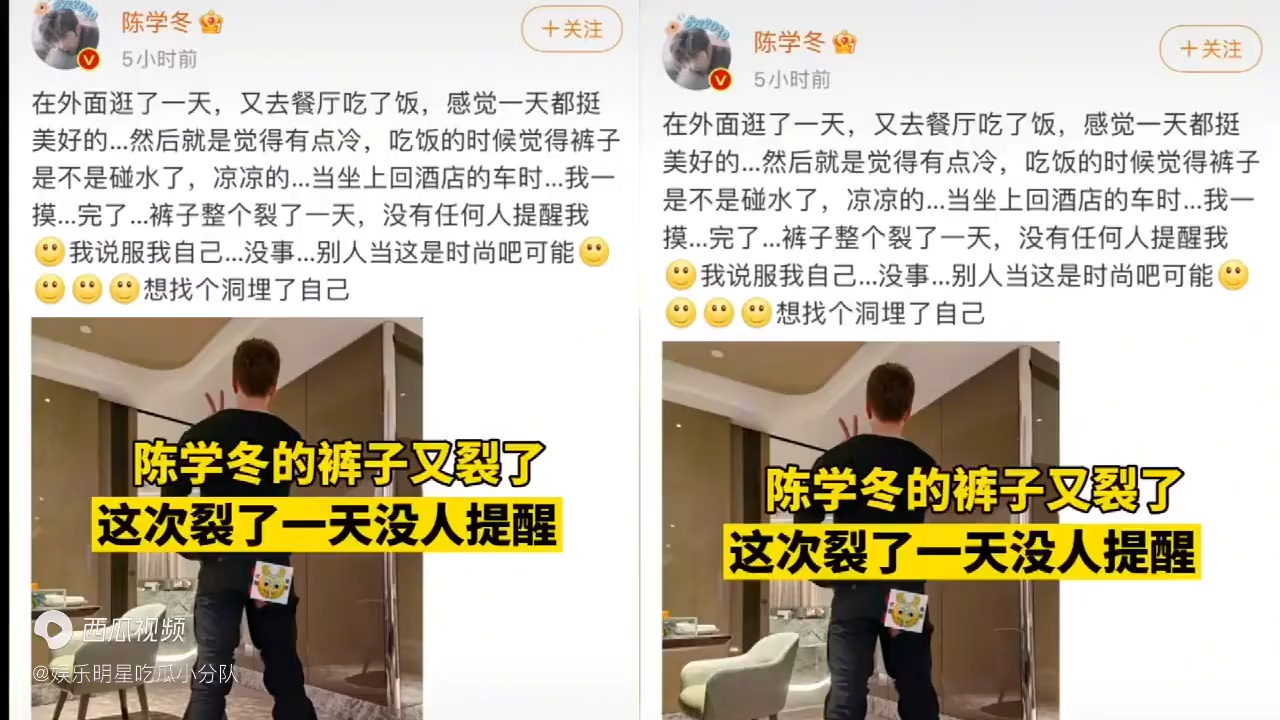 陈学冬
+关注
5小时前
在外面逛了一天，又去餐厅吃了饭，感觉一天都挺
美好的...然后就是觉得有点冷，吃饭的时候觉得裤子
是不是碰水了，凉凉的...当坐上回酒店的车时...我一
摸...完了...裤子整个裂了一天，没有任何人提醒我
我说服我自己...没事...别人当这是时尚吧可能
想找个洞埋了自己
陈学冬的裤子又裂了
这次裂了一天没人提醒
西瓜视频
@娱乐明星吃瓜小分队
陈学冬
+关注
5小时前
在外面逛了一天，又去餐厅吃了饭，感觉一天都挺
美好的...然后就是觉得有点冷，吃饭的时候觉得裤子
是不是碰水了，凉凉的...当坐上回酒店的车时...我一
摸...完了...裤子整个裂了一天，没有任何人提醒我
我说服我自己...没事...别人当这是时尚吧可能
想找个洞埋了自己
陈学冬的裤子又裂了
这次裂了一天没人提醒